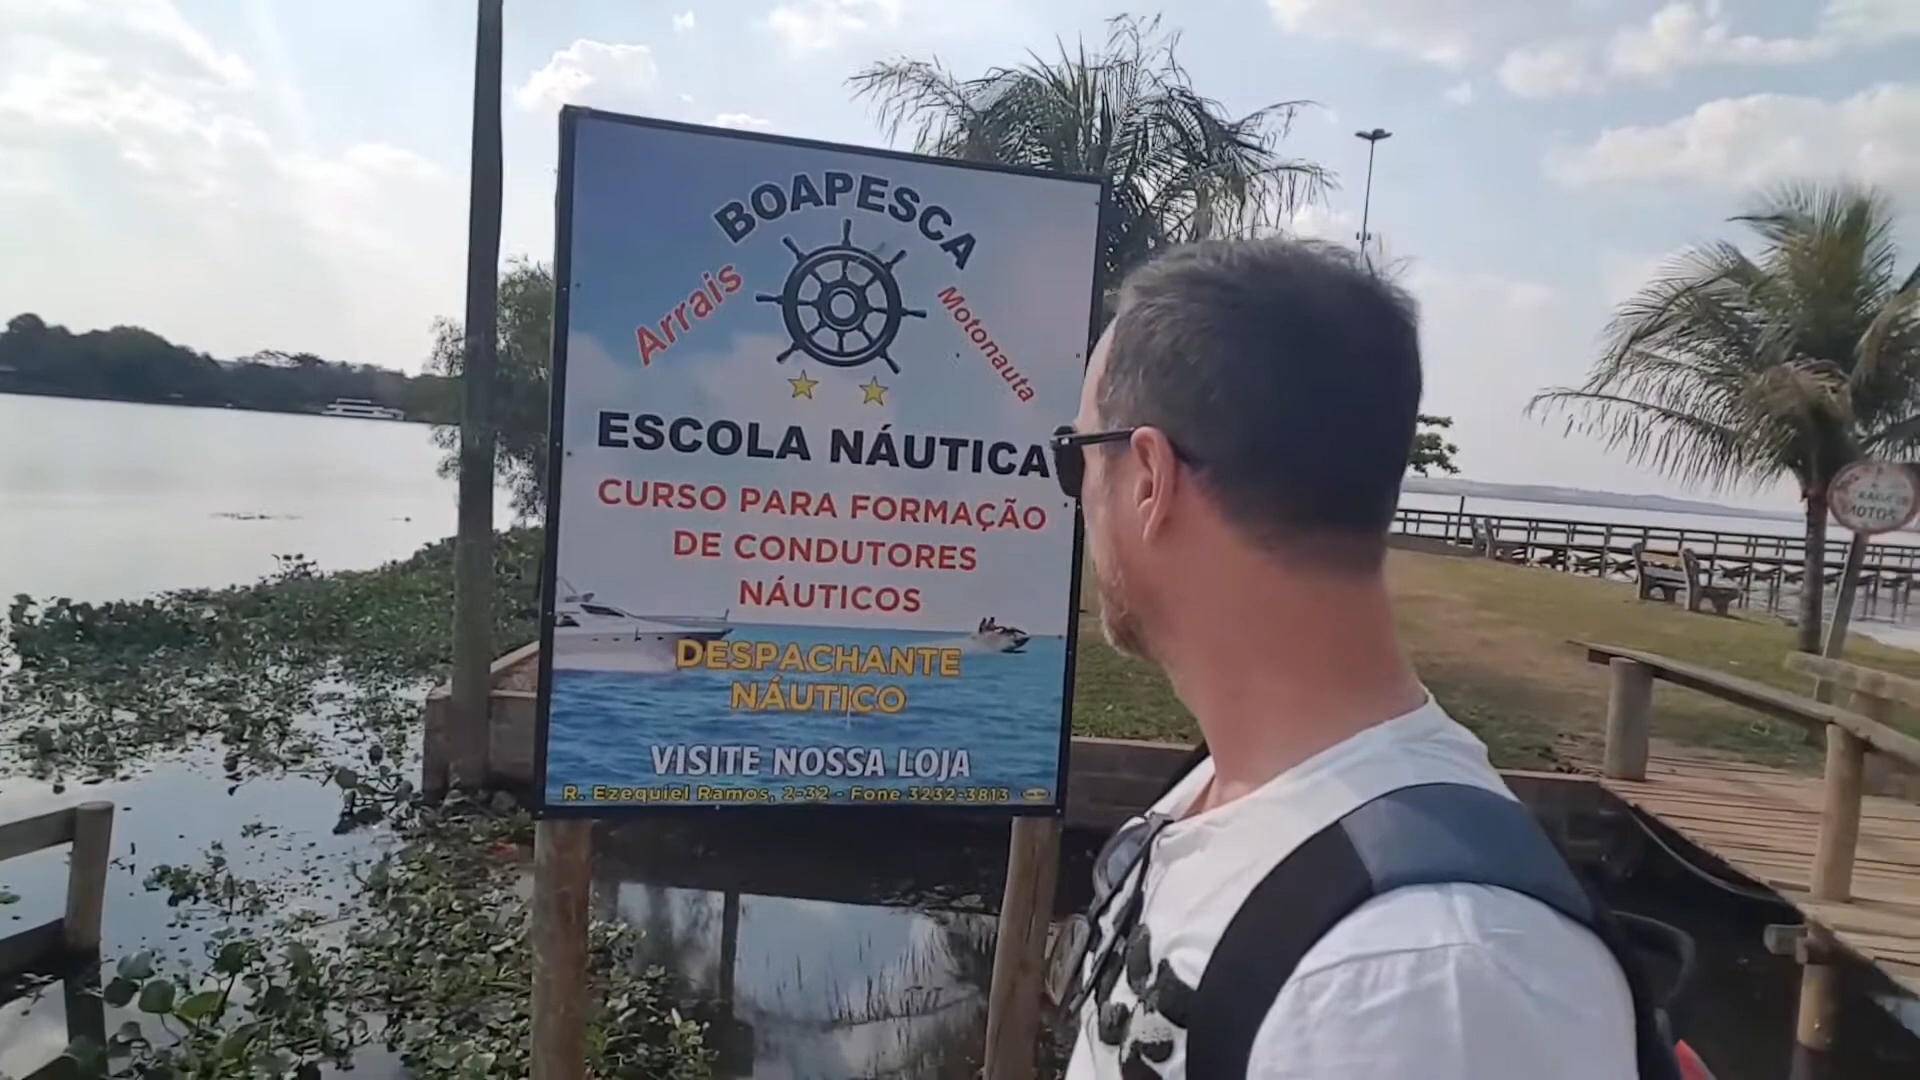 BOAPESCA
Arrais
Motonauta
ESCOLA NÁUTICA
CURSO PARA FORMAÇÃO
DE CONDUTORES
NÁUTICOS
DESPACHANTE
NÁUTICO
VISITE NOSSA LOJA
R. Ezequiel Ramos, 2-32 - Fone 3232-3813
MOTOS